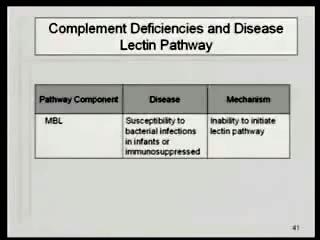 Complement Deficiencies and Disease
Lectin Pathway
Pathway Component Disease Mechanism
MBL Susceptibility to Inability to initiate
bacterial infections lectin pathway
in infants or
immunosuppressed
41